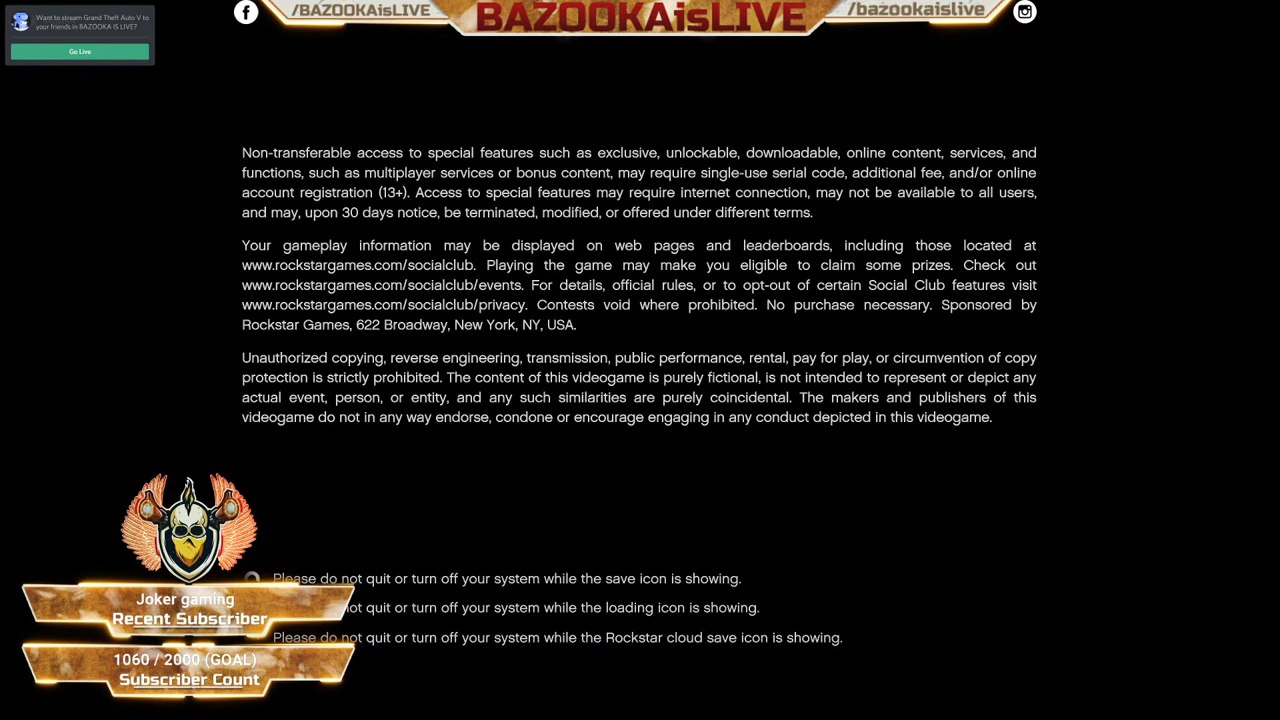 Want to stream Grand Theft Auto V to
your friends in BAZOOKA IS LIVE?
Go Live
/BAZOOKAisLIVE
BAZOOKAisLIVE
/bazookaislive
Non-transferable access to special features such as exclusive, unlockable, downloadable, online content, services, and
functions, such as multiplayer services or bonus content, may require single-use serial code, additional fee, and/or online
account registration (13+). Access to special features may require internet connection, may not be available to all users,
and may, upon 30 days notice, be terminated, modified, or offered under different terms.
Your gameplay information may be displayed on web pages and leaderboards, including those located at
www.rockstargames.com/socialclub. Playing the game may make you eligible to claim some prizes. Check out
www.rockstargames.com/socialclub/events. For details, official rules, or to opt-out of certain Social Club features visit
www.rockstargames.com/socialclub/privacy. Contests void where prohibited. No purchase necessary. Sponsored by
Rockstar Games, 622 Broadway, New York, NY, USA.
Unauthorized copying, reverse engineering, transmission, public performance, rental, pay for play, or circumvention of copy
protection is strictly prohibited. The content of this videogame is purely fictional, is not intended to represent or depict any
actual event, person, or entity, and any such similarities are purely coincidental. The makers and publishers of this
videogame do not in any way endorse, condone or encourage engaging in any conduct depicted in this videogame.
Please do not quit or turn off your system while the save icon is showing.
not quit or turn off your system while the loading icon is showing.
Please do not quit or turn off your system while the Rockstar cloud save icon is showing.
Joker gaming
Recent Subscriber
1060 / 2000 (GOAL)
Subscriber Count